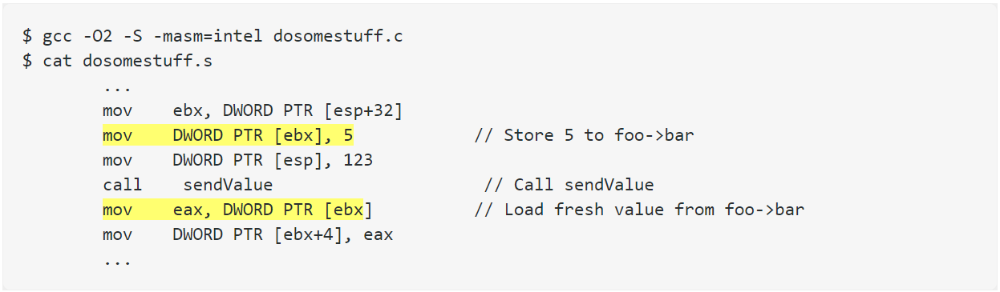 $ gcc -O2 -S -masm=intel dosomestuff.c
$ cat dosomestuff.s
        ...
        mov    ebx, DWORD PTR [esp+32]
        mov    DWORD PTR [ebx], 5            // Store 5 to foo->bar
        mov    DWORD PTR [esp], 123
        call    sendValue                     // Call sendValue
        mov    eax, DWORD PTR [ebx]          // Load fresh value from foo->bar
        mov    DWORD PTR [ebx+4], eax
        ...